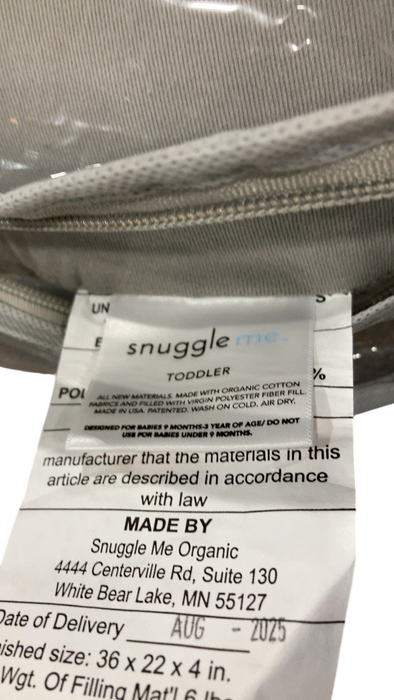 UN
S
snuggle me.
TODDLER
%
POL
ALL NEW MATERIALS. MADE WITH ORGANIC COTTON
FABRICS AND FILLED WITH VIRGIN POLYESTER FIBER FILL.
MADE IN USA. PATENTED. WASH ON COLD. AIR DRY.
DESIGNED FOR BABIES 9 MONTHS-3 YEAR OF AGE/ DO NOT
USE FOR BABIES UNDER 9 MONTHS.
manufacturer that the materials in this
article are described in accordance
with law
MADE BY
Snuggle Me Organic
4444 Centerville Rd, Suite 130
White Bear Lake, MN 55127
Date of Delivery AUG - 2025
ished size: 36 x 22 x 4 in.
Wgt. Of Filling Mat'l 6 lbs